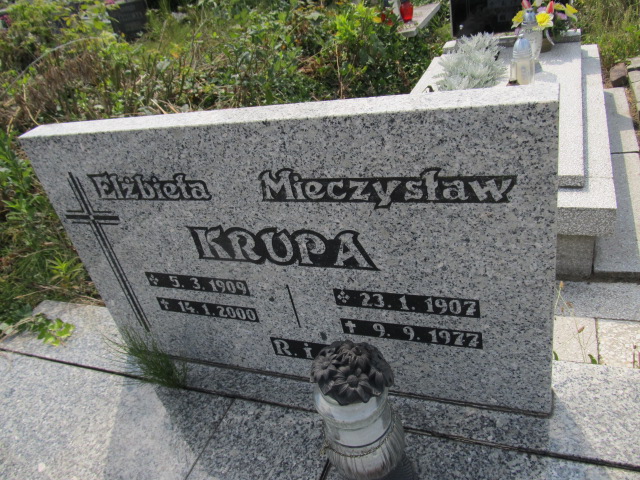 Elżbieta Mieczysław
KRUPA
5.3.1909 23.1.1907
14.1.2000 9.9.1977
R.i